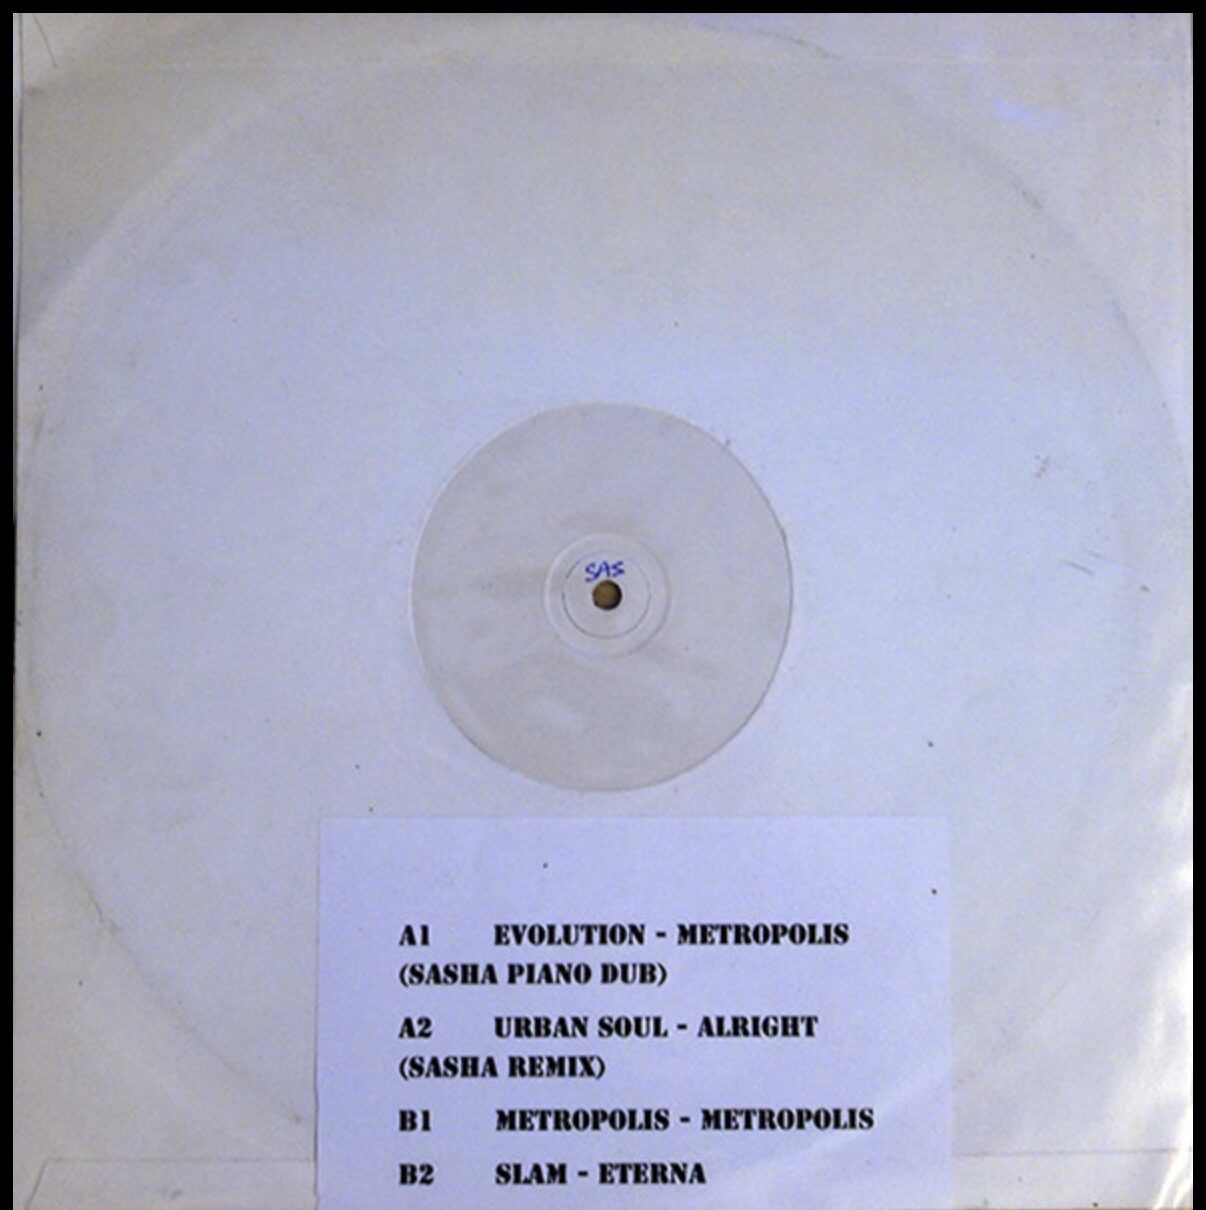 SAS
A1 EVOLUTION - METROPOLIS
(SASHA PIANO DUB)
A2 URBAN SOUL - ALRIGHT
(SASHA REMIX)
B1 METROPOLIS - METROPOLIS
B2 SLAM - ETERNA